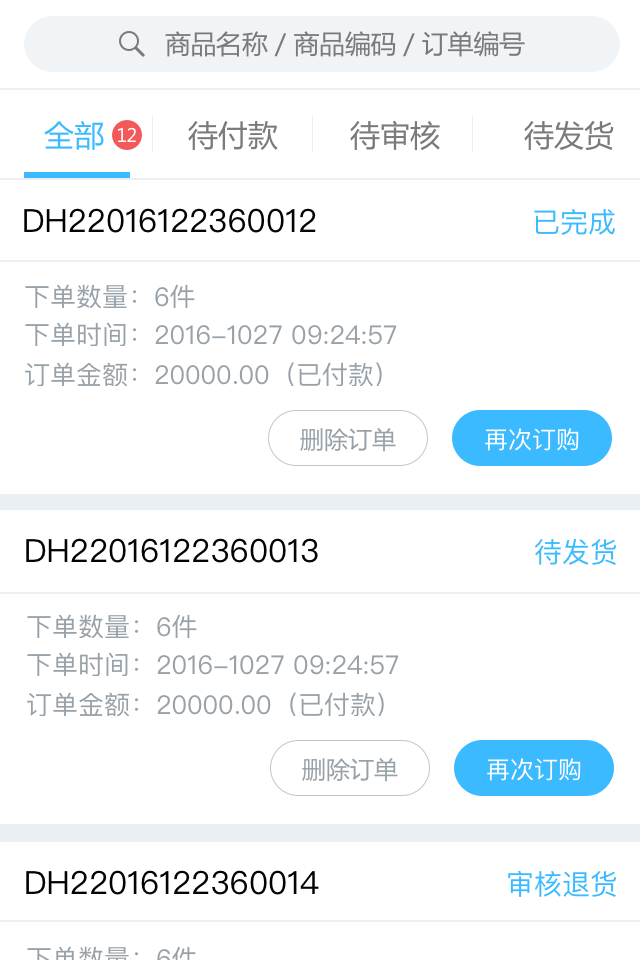 商品名称 / 商品编码 / 订单编号
全部 12 待付款 待审核 待发货
DH22016122360012 已完成
下单数量：6件
下单时间：2016-1027 09:24:57
订单金额：20000.00（已付款）
删除订单 再次订购
DH22016122360013 待发货
下单数量：6件
下单时间：2016-1027 09:24:57
订单金额：20000.00（已付款）
删除订单 再次订购
DH22016122360014 审核退货
下单数量：6件